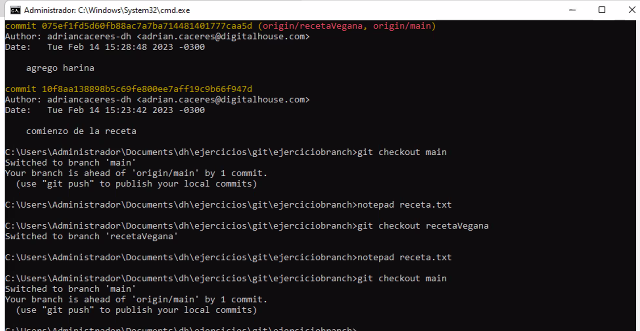 Administrador: C:\Windows\System32\cmd.exe
commit 075ef1fd5d60fb88ac7a7ba714481401777caa5d (origin/recetaVegana, origin/main)
Author: adriancaceres-dh <adrian.caceres@digitalhouse.com>
Date:   Tue Feb 14 15:28:48 2023 -0300
agrego harina
commit 10f8aa138898b5c69fe800ee7aff19c9b66f947d
Author: adriancaceres-dh <adrian.caceres@digitalhouse.com>
Date:   Tue Feb 14 15:23:42 2023 -0300
comienzo de la receta
C:\Users\Administrador\Documents\dh\ejercicios\git\ejerciciobranch>git checkout main
Switched to branch 'main'
Your branch is ahead of 'origin/main' by 1 commit.
(use "git push" to publish your local commits)
C:\Users\Administrador\Documents\dh\ejercicios\git\ejerciciobranch>notepad receta.txt
C:\Users\Administrador\Documents\dh\ejercicios\git\ejerciciobranch>git checkout recetaVegana
Switched to branch 'recetaVegana'
C:\Users\Administrador\Documents\dh\ejercicios\git\ejerciciobranch>notepad receta.txt
C:\Users\Administrador\Documents\dh\ejercicios\git\ejerciciobranch>git checkout main
Switched to branch 'main'
Your branch is ahead of 'origin/main' by 1 commit.
(use "git push" to publish your local commits)
C:\Users\Administrador\Documents\dh\ejercicios\git\ejerciciobranch>